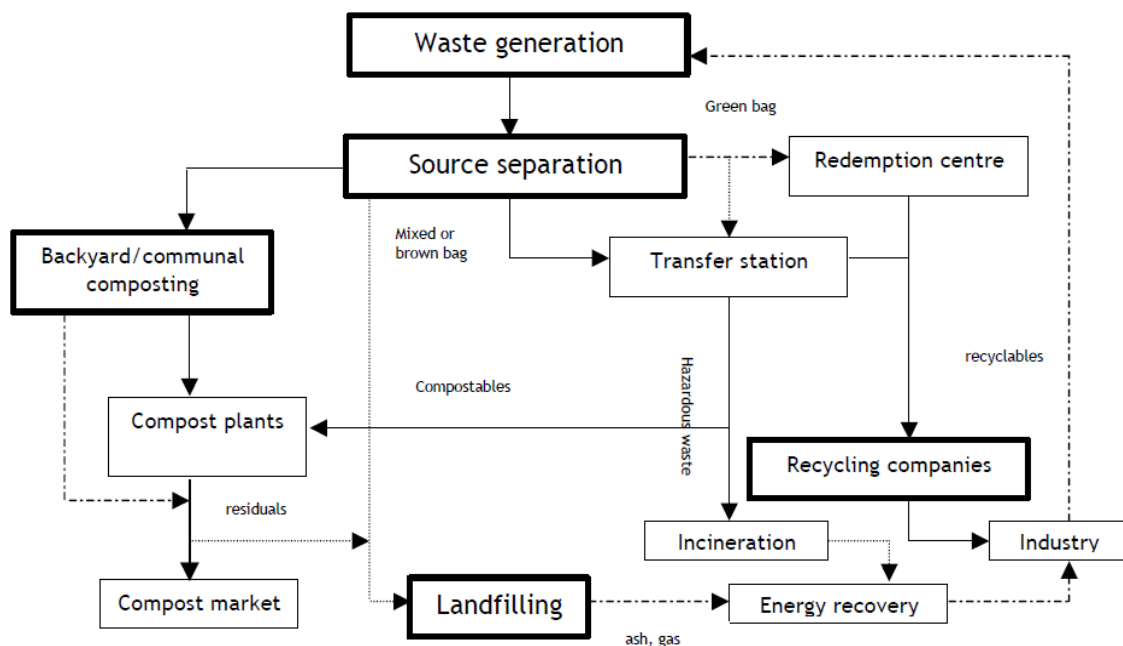 Waste generation
Green bag
Source separation
Redemption centre
Mixed or
brown bag
Backyard/communal
composting
Transfer station
recyclables
Hazardous waste
Compostables
Compost plants
Recycling companies
residuals
Incineration
Industry
Compost market
Landfilling
Energy recovery
ash, gas